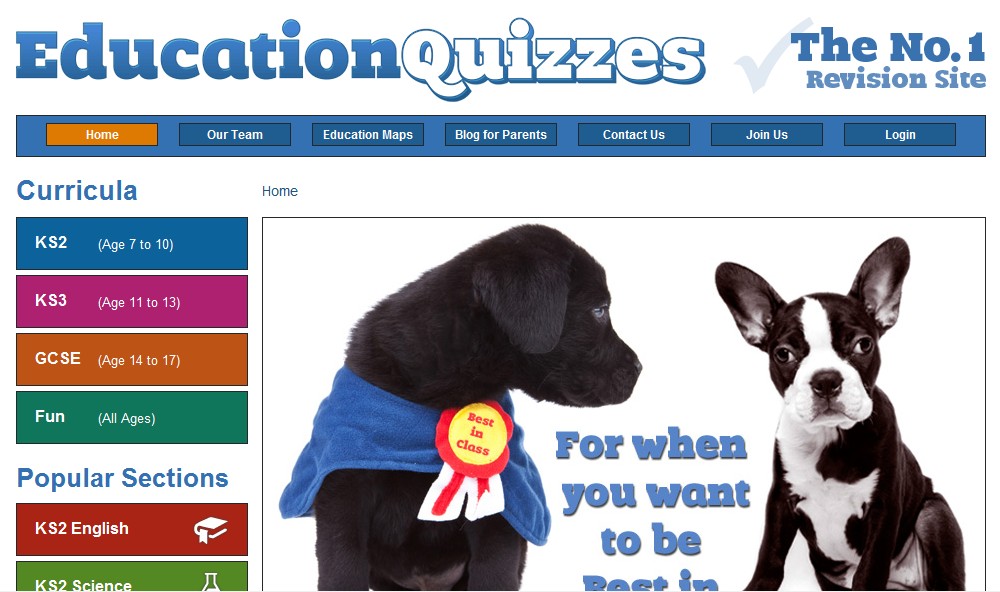 EducationQuizzes
The No.1
Revision Site
Home
Our Team
Education Maps
Blog for Parents
Contact Us
Join Us
Login
Curricula
KS2 (Age 7 to 10)
KS3 (Age 11 to 13)
GCSE (Age 14 to 17)
Fun (All Ages)
Popular Sections
KS2 English
KS2 Science
Home
Best
in
Class
For when
you want
to be
Best in